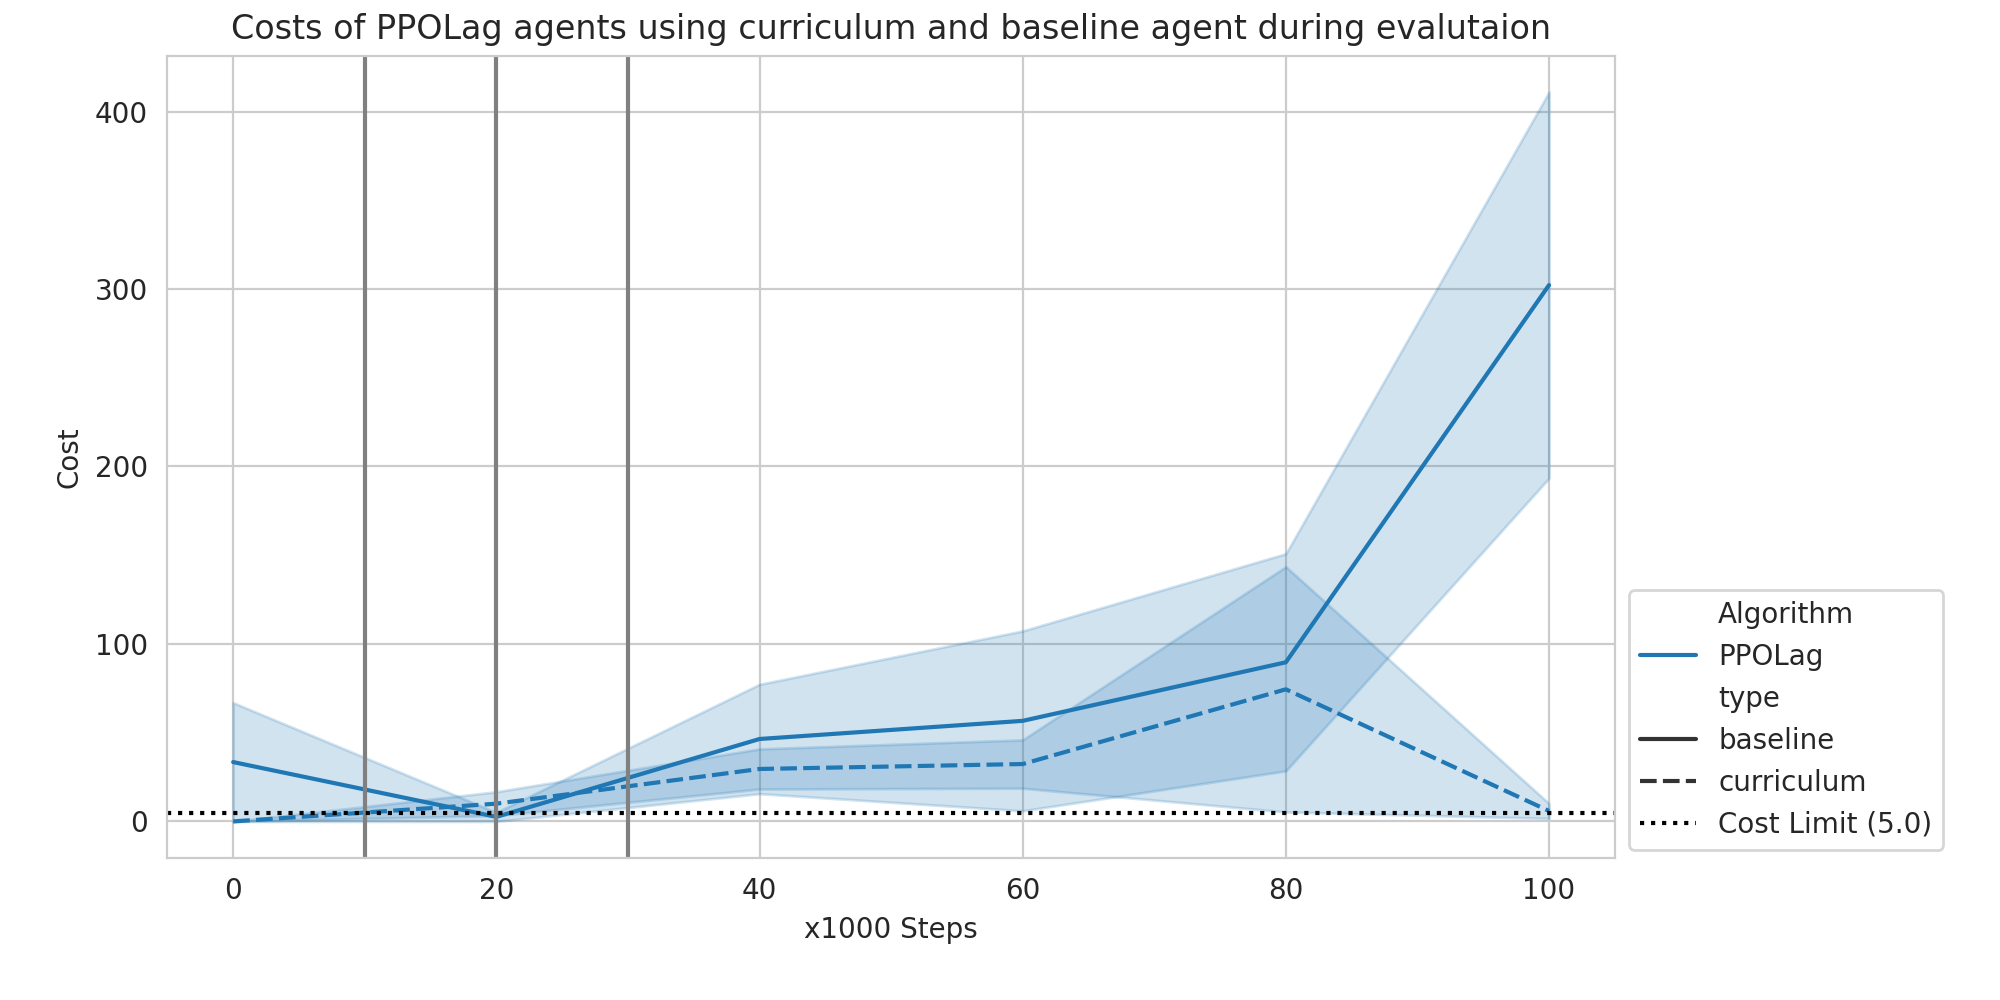 Costs of PPOLag agents using curriculum and baseline agent during evalutaion
400
300
200
100
0
Cost
0 20 40 60 80 100
x1000 Steps
Algorithm
PPOLag
type
baseline
curriculum
Cost Limit (5.0)